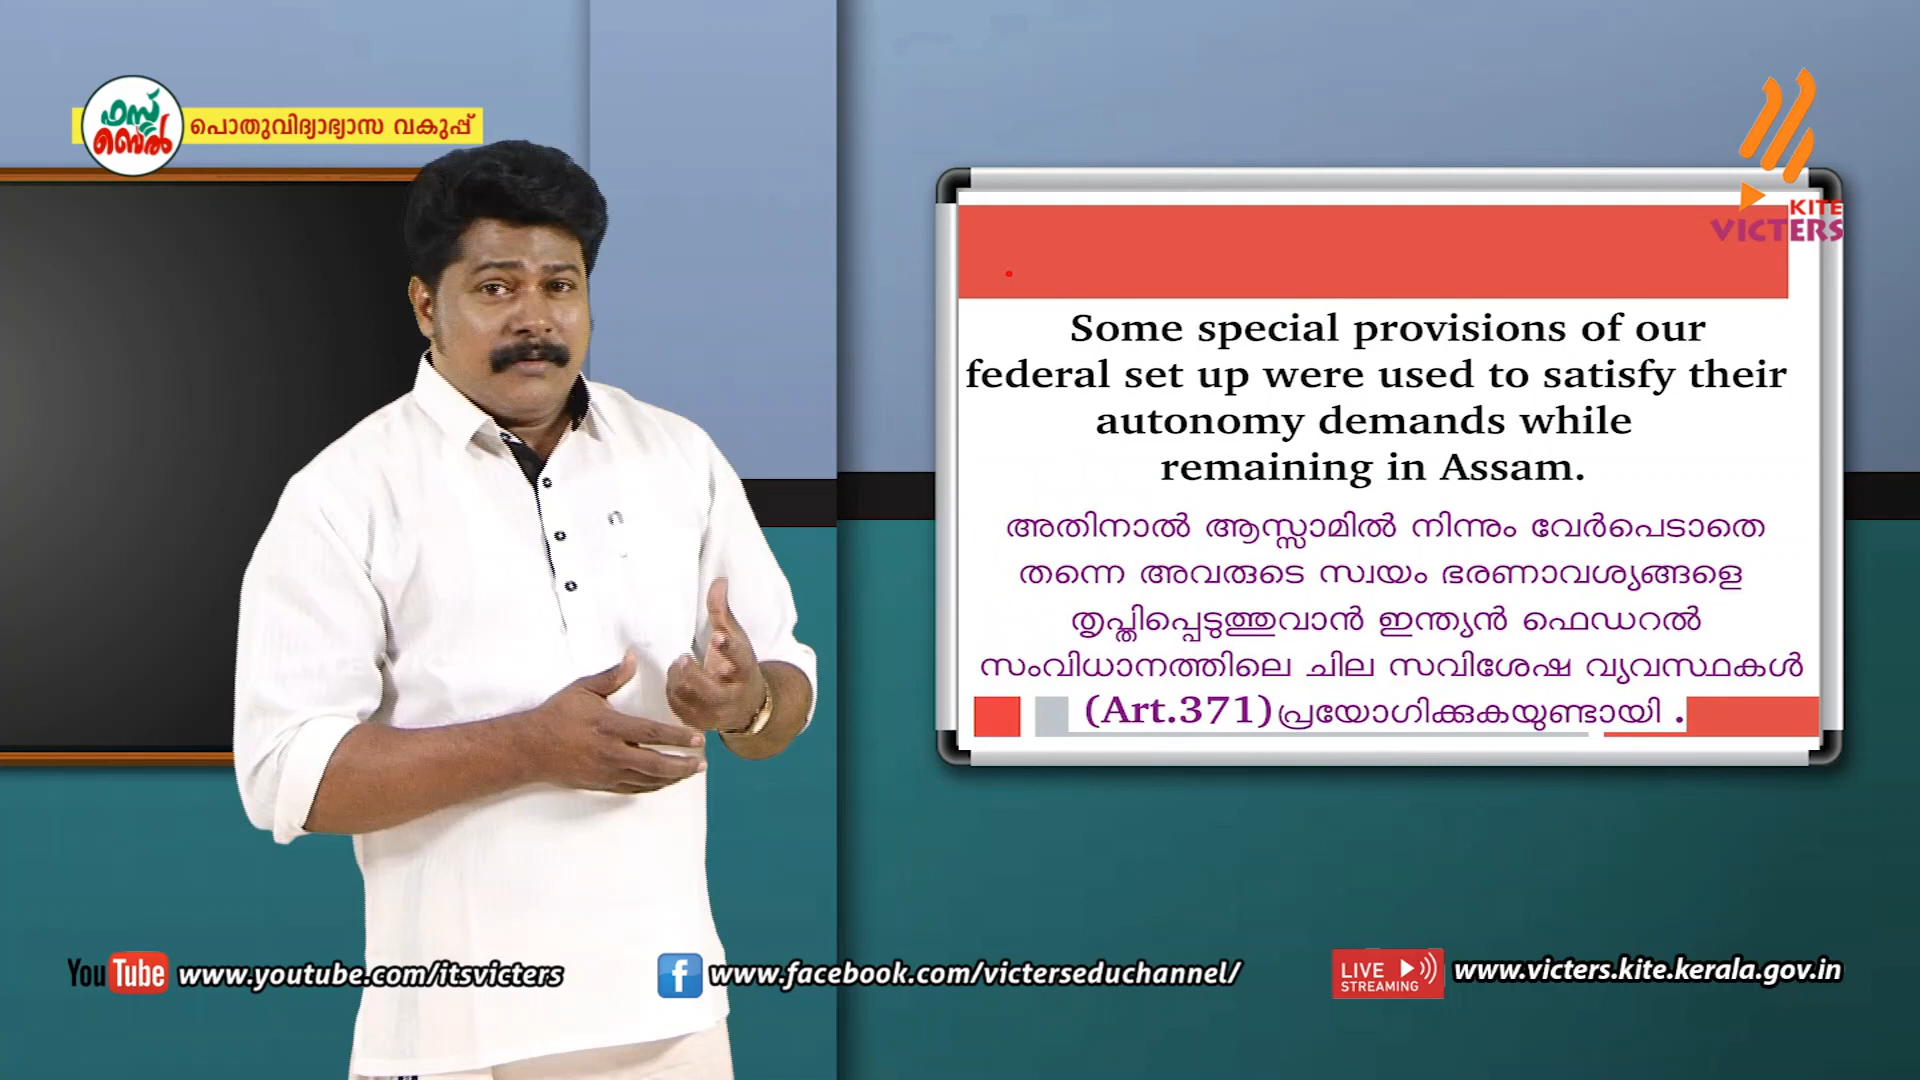 ഫസ്റ്റ്
ബെൽ
പൊതുവിദ്യാഭ്യാസ വകുപ്പ്
KITE
VICTERS
Some special provisions of our
federal set up were used to satisfy their
autonomy demands while
remaining in Assam.
അതിനാൽ ആസ്സാമിൽ നിന്നും വേർപെടാതെ
തന്നെ അവരുടെ സ്വയം ഭരണാവശ്യങ്ങളെ
തൃപ്തിപ്പെടുത്തുവാൻ ഇന്ത്യൻ ഫെഡറൽ
സംവിധാനത്തിലെ ചില സവിശേഷ വ്യവസ്ഥകൾ
(Art.371)പ്രയോഗിക്കുകയുണ്ടായി .
YouTube www.youtube.com/itsvicters
f www.facebook.com/victerseduchannel/
LIVE STREAMING www.victers.kite.kerala.gov.in